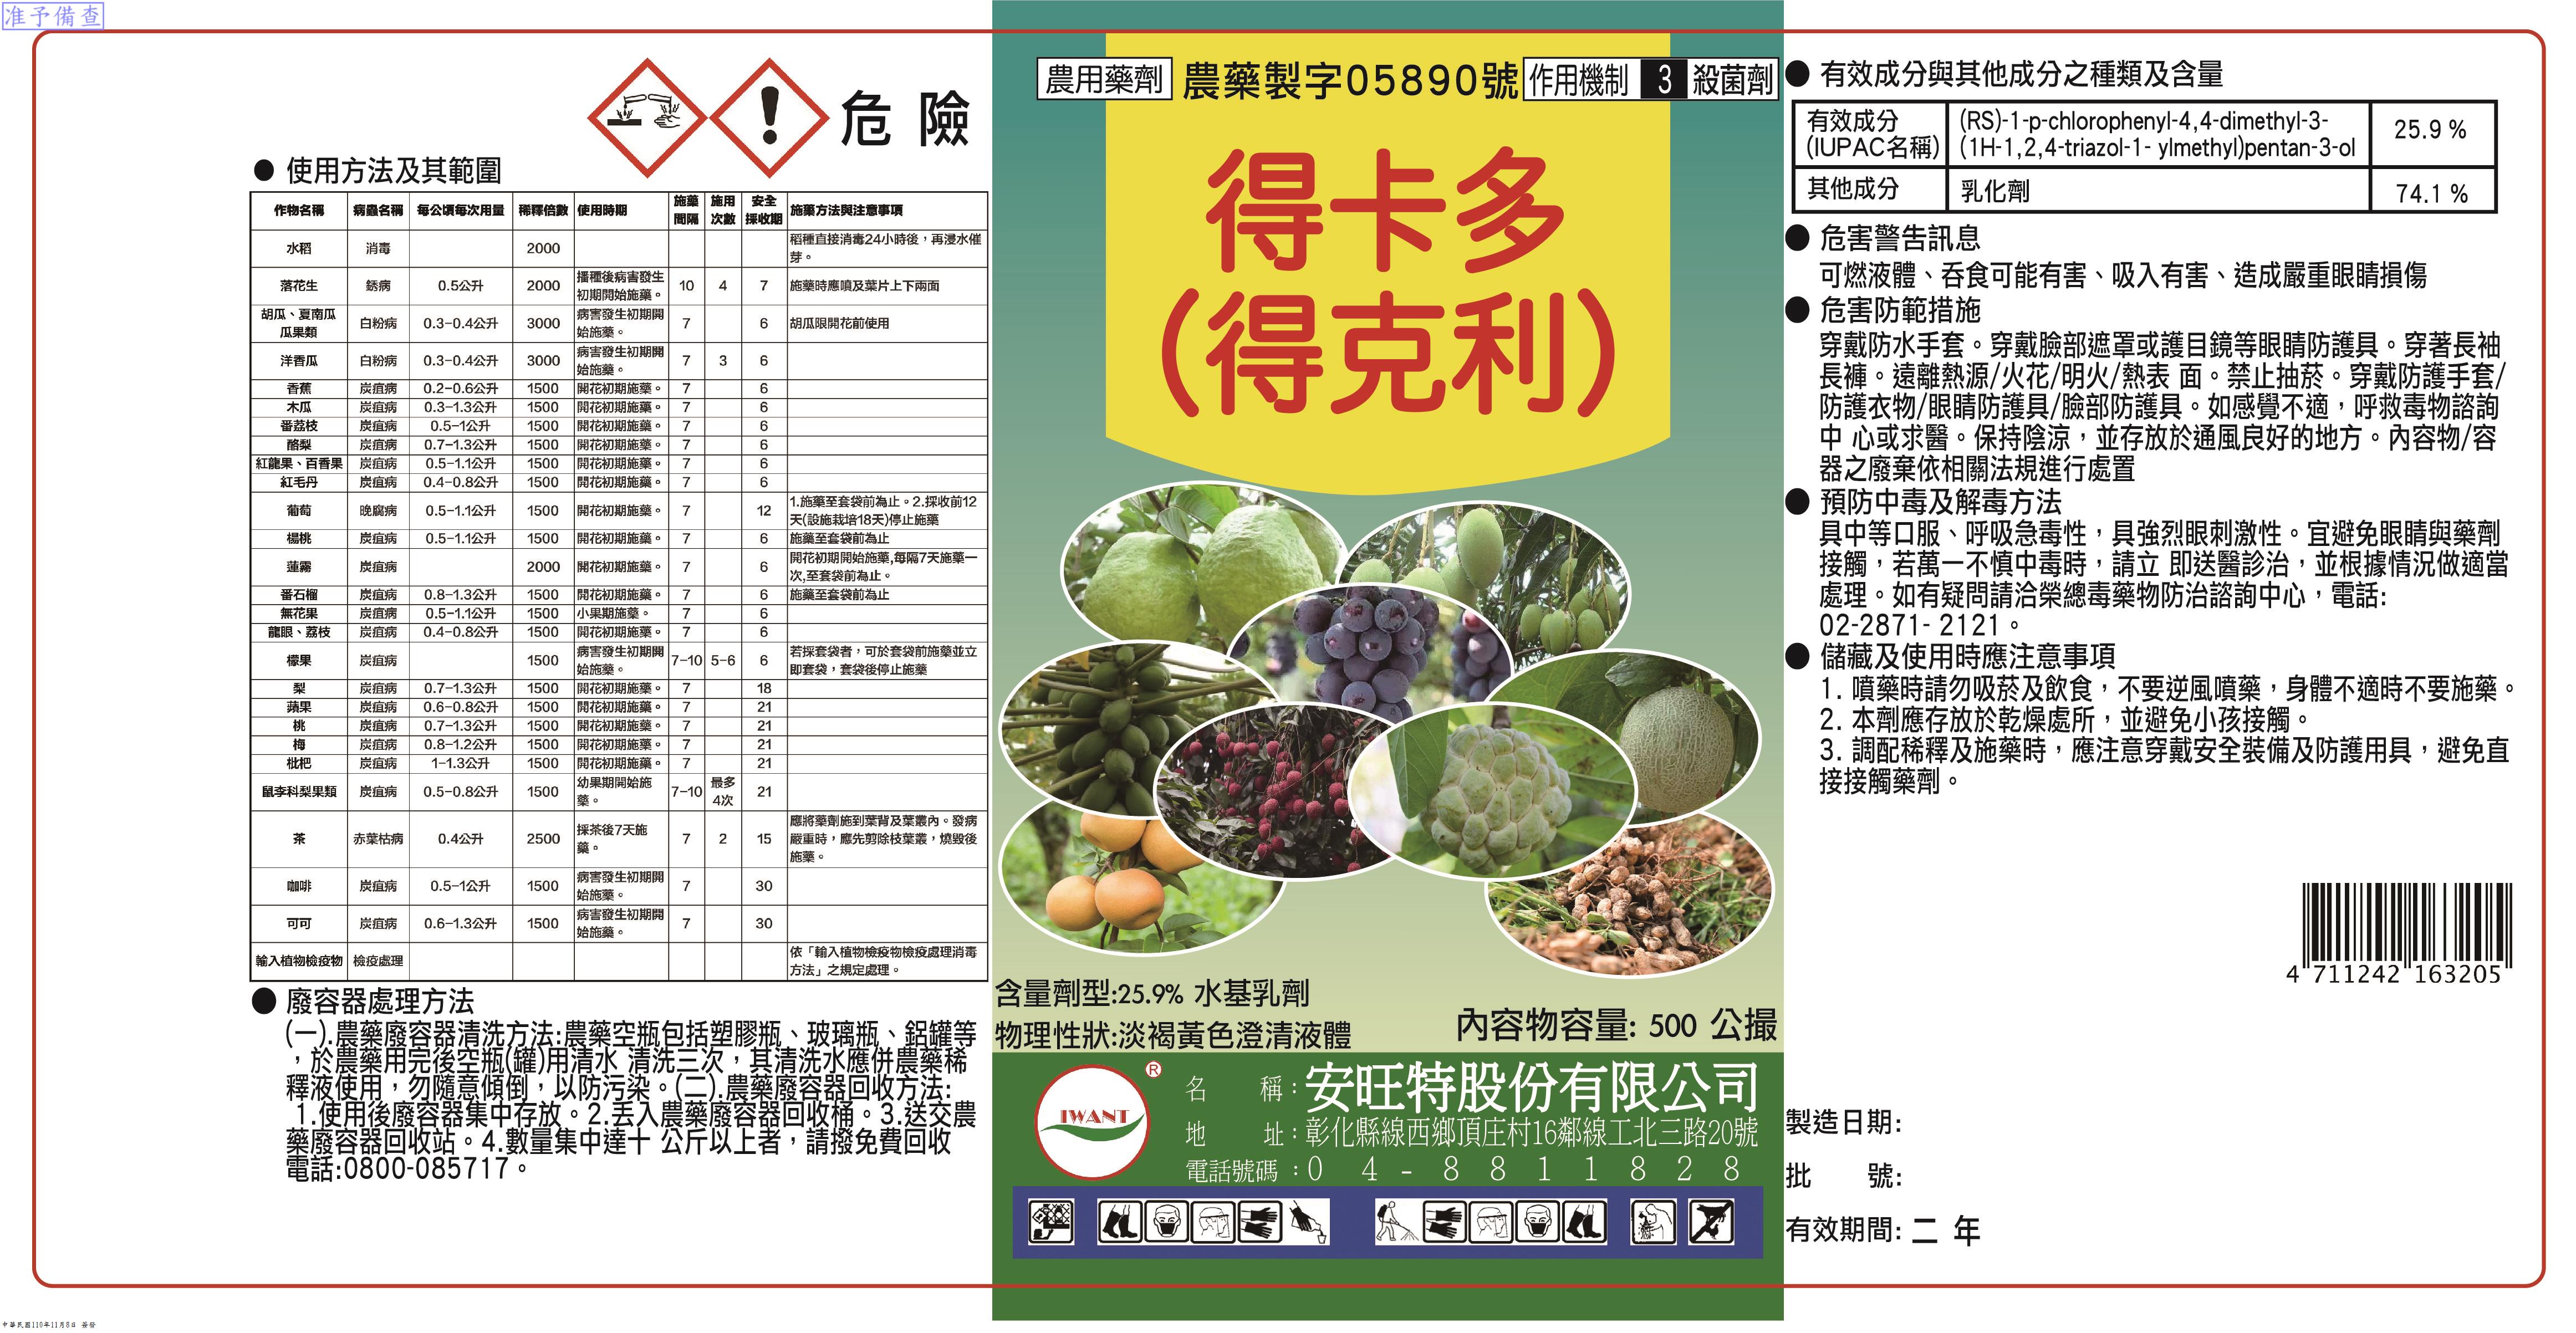 准予備查
危 險
● 使用方法及其範圍
作物名稱 病蟲名稱 每公頃每次用量 稀釋倍數 使用時期 施藥間隔 施用次數 安全採收期 施藥方法與注意事項
水稻 消毒 2000 稻種直接消毒24小時後，再浸水催芽。
落花生 銹病 0.5公升 2000 播種後病害發生初期開始施藥。 10 4 7 施藥時應噴及葉片上下兩面
胡瓜、夏南瓜瓜果類 白粉病 0.3-0.4公升 3000 病害發生初期開始施藥。 7 6 胡瓜限開花前使用
洋香瓜 白粉病 0.3-0.4公升 3000 病害發生初期開始施藥。 7 3 6
香蕉 炭疽病 0.2-0.6公升 1500 開花初期施藥。 7 6
木瓜 炭疽病 0.3-1.3公升 1500 開花初期施藥。 7 6
番荔枝 炭疽病 0.5-1公升 1500 開花初期施藥。 7 6
酪梨 炭疽病 0.7-1.3公升 1500 開花初期施藥。 7 6
紅龍果、百香果 炭疽病 0.5-1.1公升 1500 開花初期施藥。 7 6
紅毛丹 炭疽病 0.4-0.8公升 1500 開花初期施藥。 7 6
葡萄 晚腐病 0.5-1.1公升 1500 開花初期施藥。 7 12 1.施藥至套袋前為止。2.採收前12天(設施栽培18天)停止施藥
楊桃 炭疽病 0.5-1.1公升 1500 開花初期施藥。 7 6 施藥至套袋前為止
蓮霧 炭疽病 2000 開花初期施藥。 7 6 開花初期開始施藥,每隔7天施藥一次,至套袋前為止。
番石榴 炭疽病 0.8-1.3公升 1500 開花初期施藥。 7 6 施藥至套袋前為止
無花果 炭疽病 0.5-1.1公升 1500 小果期施藥。 7 6
龍眼、荔枝 炭疽病 0.4-0.8公升 1500 開花初期施藥。 7 6
檬果 炭疽病 1500 病害發生初期開始施藥。 7-10 5-6 6 若採套袋者，可於套袋前施藥並立即套袋，套袋後停止施藥
梨 炭疽病 0.7-1.3公升 1500 開花初期施藥。 7 18
蘋果 炭疽病 0.6-0.8公升 1500 開花初期施藥。 7 21
桃 炭疽病 0.7-1.3公升 1500 開花初期施藥。 7 21
梅 炭疽病 0.8-1.2公升 1500 開花初期施藥。 7 21
枇杷 炭疽病 1-1.3公升 1500 開花初期施藥。 7 21
鼠李科梨果類 炭疽病 0.5-0.8公升 1500 幼果期開始施藥。 7-10 最多4次 21
茶 赤葉枯病 0.4公升 2500 採茶後7天施藥。 7 2 15 應將藥劑施到葉背及葉叢內。發病嚴重時，應先剪除枝葉叢，燒毀後施藥。
咖啡 炭疽病 0.5-1公升 1500 病害發生初期開始施藥。 7 30
可可 炭疽病 0.6-1.3公升 1500 病害發生初期開始施藥。 7 30
輸入植物檢疫物 檢疫處理 依「輸入植物檢疫物檢疫處理消毒方法」之規定處理。
● 廢容器處理方法
(一).農藥廢容器清洗方法:農藥空瓶包括塑膠瓶、玻璃瓶、鋁罐等
，於農藥用完後空瓶(罐)用清水 清洗三次，其清洗水應併農藥稀
釋液使用，勿隨意傾倒，以防污染。(二).農藥廢容器回收方法:
1.使用後廢容器集中存放。2.丟入農藥廢容器回收桶。3.送交農
藥廢容器回收站。4.數量集中達十 公斤以上者，請撥免費回收
電話:0800-085717。
農用藥劑 農藥製字05890號 作用機制 3 殺菌劑
得卡多
(得克利)
含量劑型:25.9% 水基乳劑
物理性狀:淡褐黃色澄清液體
內容物容量: 500 公撮
IWANT ®
名 稱：安旺特股份有限公司
地 址：彰化縣線西鄉頂庄村16鄰線工北三路20號
電話號碼：04-8811828
● 有效成分與其他成分之種類及含量
有效成分 (IUPAC名稱) (RS)-1-p-chlorophenyl-4,4-dimethyl-3-
(1H-1,2,4-triazol-1- ylmethyl)pentan-3-ol 25.9 %
其他成分 乳化劑 74.1 %
● 危害警告訊息
可燃液體、吞食可能有害、吸入有害、造成嚴重眼睛損傷
● 危害防範措施
穿戴防水手套。穿戴臉部遮罩或護目鏡等眼睛防護具。穿著長袖
長褲。遠離熱源/火花/明火/熱表 面。禁止抽菸。穿戴防護手套/
防護衣物/眼睛防護具/臉部防護具。如感覺不適，呼救毒物諮詢
中 心或求醫。保持陰涼，並存放於通風良好的地方。內容物/容
器之廢棄依相關法規進行處置
● 預防中毒及解毒方法
具中等口服、呼吸急毒性，具強烈眼刺激性。宜避免眼睛與藥劑
接觸，若萬一不慎中毒時，請立 即送醫診治，並根據情況做適當
處理。如有疑問請洽榮總毒藥物防治諮詢中心，電話:
02-2871- 2121。
● 儲藏及使用時應注意事項
1. 噴藥時請勿吸菸及飲食，不要逆風噴藥，身體不適時不要施藥。
2. 本劑應存放於乾燥處所，並避免小孩接觸。
3. 調配稀釋及施藥時，應注意穿戴安全裝備及防護用具，避免直
接接觸藥劑。
4 711242 163205
製造日期:
批 號:
有效期間: 二 年
中華民國110年11月8日 簽發